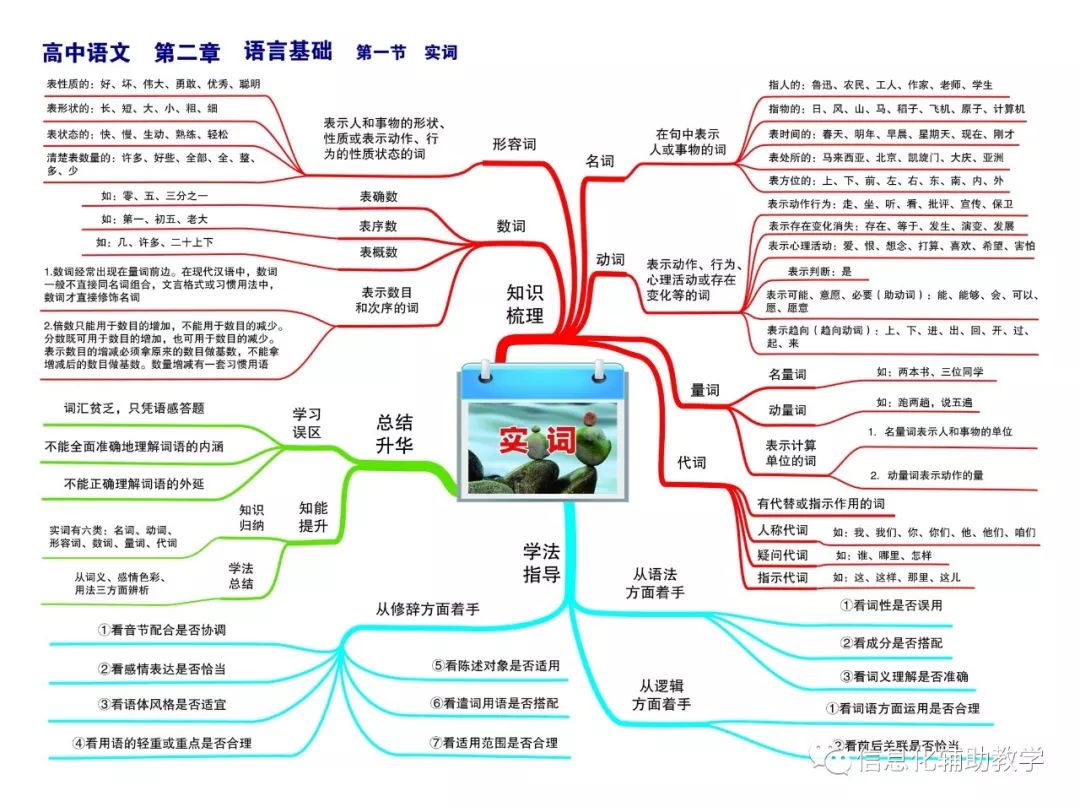 高中语文 第二章 语言基础 第一节 实词
表性质的：好、坏、伟大、勇敢、优秀、聪明
表形状的：长、短、大、小、粗、细
表状态的：快、慢、生动、熟练、轻松
清楚表数量的：许多、好些、全部、全、整、
多、少
表示人和事物的形状、
性质或表示动作、行
为的性质状态的词
形容词
如：零、五、三分之一
表确数
如：第一、初五、老大
表序数
如：几、许多、二十上下
表概数
数词
1.数词经常出现在量词前边。在现代汉语中，数词
一般不直接同名词组合，文言格式或习惯用法中，
数词才直接修饰名词
2.倍数只能用于数目的增加，不能用于数目的减少。
分数既可用于数目的增加，也可用于数目的减少。
表示数目的增减必须拿原来的数目做基数，不能拿
增减后的数目做基数。数量增减有一套习惯用语
表示数目
和次序的词
知识
梳理
名词
在句中表示
人或事物的词
指人的：鲁迅、农民、工人、作家、老师、学生
指物的：日、风、山、马、稻子、飞机、原子、计算机
表时间的：春天、明年、早晨、星期天、现在、刚才
表处所的：马来西亚、北京、凯旋门、大庆、亚洲
表方位的：上、下、前、左、右、东、南、内、外
动词
表示动作、行为、
心理活动或存在
变化等的词
表示动作行为：走、坐、听、看、批评、宣传、保卫
表示存在变化消失：存在、等于、发生、演变、发展
表示心理活动：爱、恨、想念、打算、喜欢、希望、害怕
表示判断：是
表示可能、意愿、必要（助动词）：能、能够、会、可以、
愿、愿意
表示趋向（趋向动词）：上、下、进、出、回、开、过、
起、来
量词
名量词
如：两本书、三位同学
动量词
如：跑两趟，说五遍
表示计算
单位的词
1. 名量词表示人和事物的单位
2. 动量词表示动作的量
代词
有代替或指示作用的词
人称代词
如：我、我们、你、你们、他、他们、咱们
疑问代词
如：谁、哪里、怎样
指示代词
如：这、这样、那里、这儿
实词
总结
升华
学习
误区
词汇贫乏，只凭语感答题
不能全面准确地理解词语的内涵
不能正确理解词语的外延
知能
提升
知识
归纳
实词有六类：名词、动词、
形容词、数词、量词、代词
学法
总结
从词义、感情色彩、
用法三方面辨析
学法
指导
从修辞方面着手
①看音节配合是否协调
②看感情表达是否恰当
③看语体风格是否适宜
④看用语的轻重或重点是否合理
⑤看陈述对象是否适用
⑥看遣词用语是否搭配
⑦看适用范围是否合理
从语法
方面着手
①看词性是否误用
②看成分是否搭配
③看词义理解是否准确
从逻辑
方面着手
①看词语方面运用是否合理
②看前后关联是否恰当
信息化辅助教学